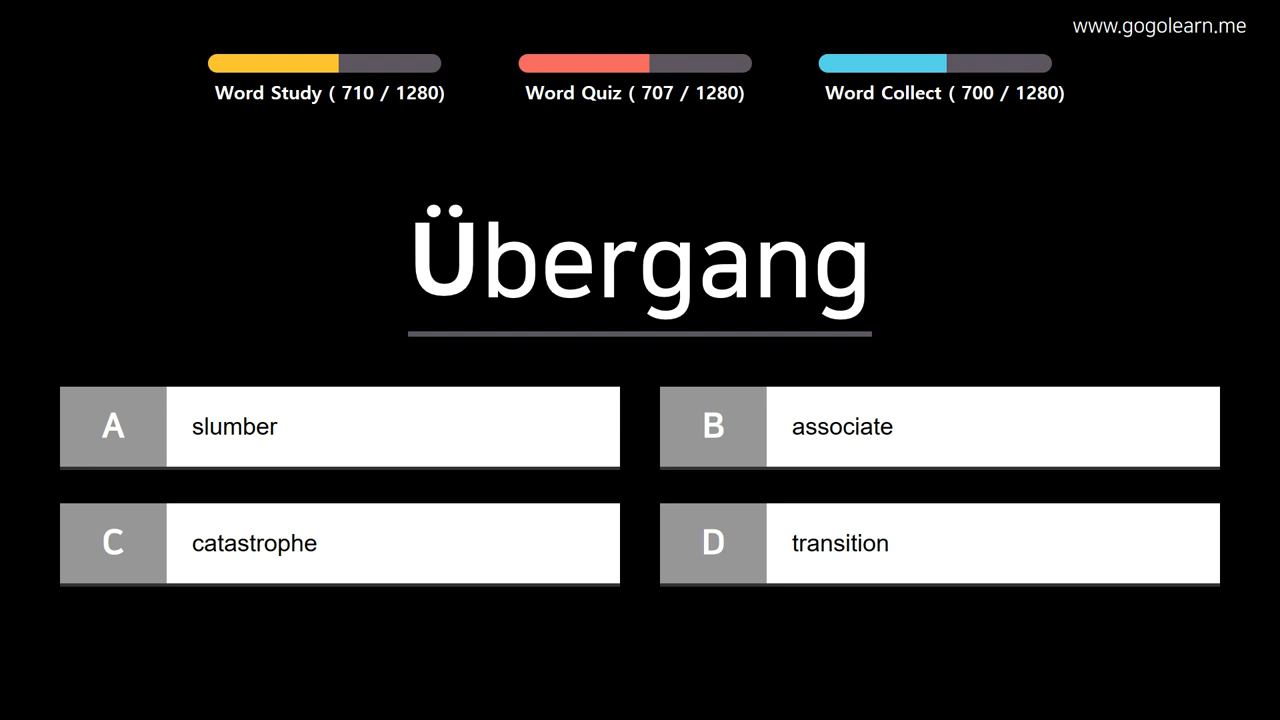 www.gogolearn.me
Word Study ( 710 / 1280)
Word Quiz ( 707 / 1280)
Word Collect ( 700 / 1280)
Übergang
A slumber
B associate
C catastrophe
D transition